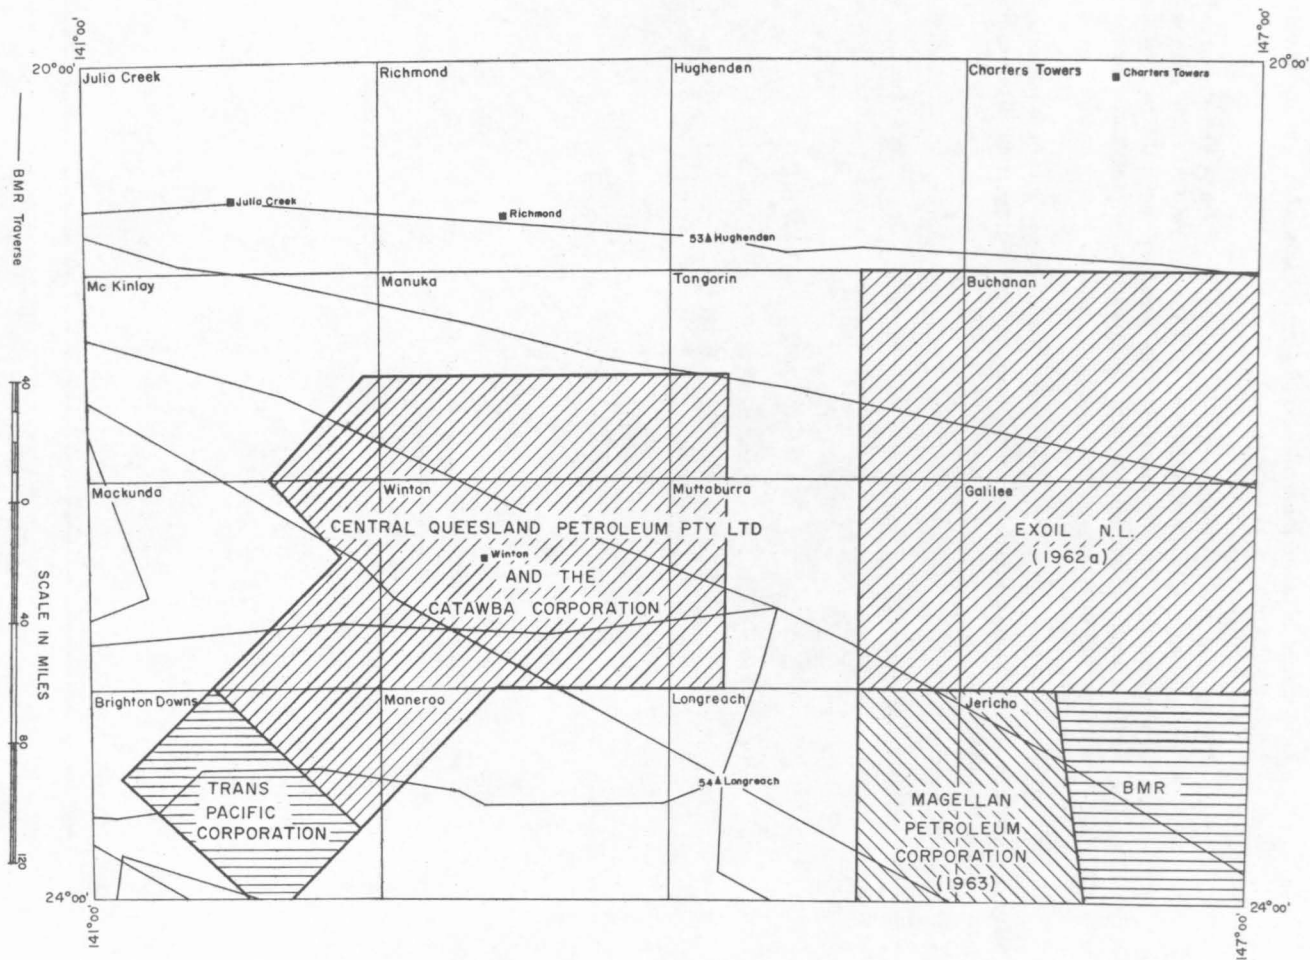 141°00'
147°00'
20°00'
20°00'
Julia Creek
Richmond
Hughenden
Charters Towers
Charters Towers
Julia Creek
Richmond
53 Hughenden
BMR Traverse
Mc Kinlay
Manuka
Tangorin
Buchanan
Mackunda
Winton
Muttaburra
Galilee
CENTRAL QUEESLAND PETROLEUM PTY LTD
Winton
AND THE
CATAWBA CORPORATION
EXOIL N.L.
(1962a)
40
0
40
80
120
SCALE IN MILES
Brighton Downs
Maneroo
Longreach
Jericho
54 Longreach
TRANS
PACIFIC
CORPORATION
MAGELLAN
PETROLEUM
CORPORATION
(1963)
BMR
24°00'
24°00'
141°00'
147°00'